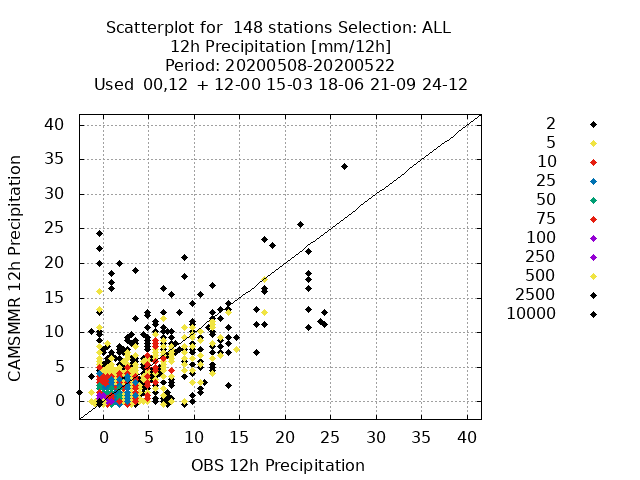 Scatterplot for  148 stations Selection: ALL
12h Precipitation [mm/12h]
Period: 20200508-20200522
Used  00,12  + 12-00 15-03 18-06 21-09 24-12
CAMSMMR 12h Precipitation
40
35
30
25
20
15
10
5
0
0 5 10 15 20 25 30 35 40
OBS 12h Precipitation
2
5
10
25
50
75
100
250
500
2500
10000